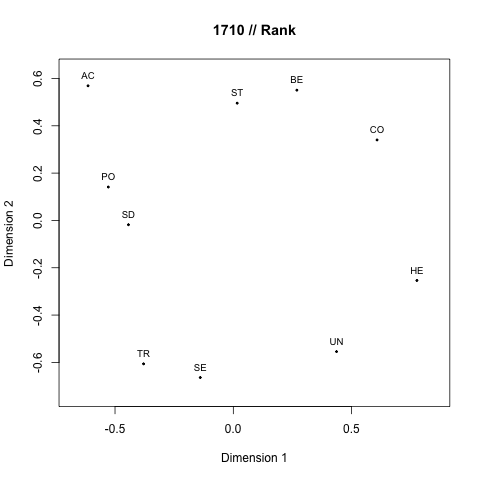 1710 // Rank
AC
BE
ST
CO
PO
SD
HE
UN
TR
SE
0.6
0.4
0.2
0.0
-0.2
-0.4
-0.6
Dimension 2
-0.5
0.0
0.5
Dimension 1